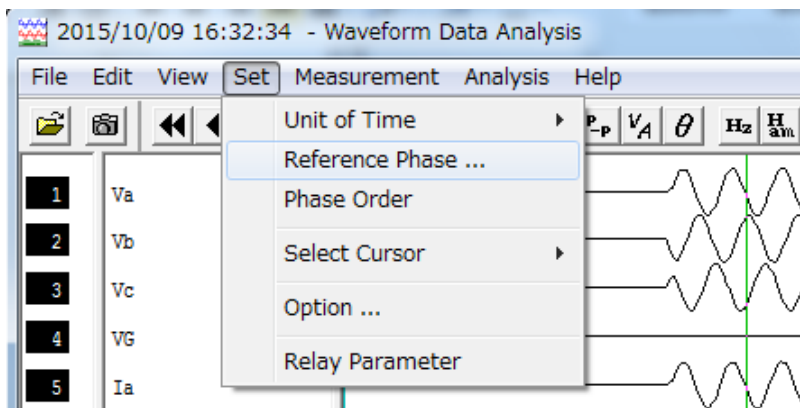 2015/10/09 16:32:34 - Waveform Data Analysis
File Edit View Set Measurement Analysis Help
P-P V/A θ Hz Ham
Unit of Time
Reference Phase ...
Phase Order
Select Cursor
Option ...
Relay Parameter
1 Va
2 Vb
3 Vc
4 VG
5 Ia